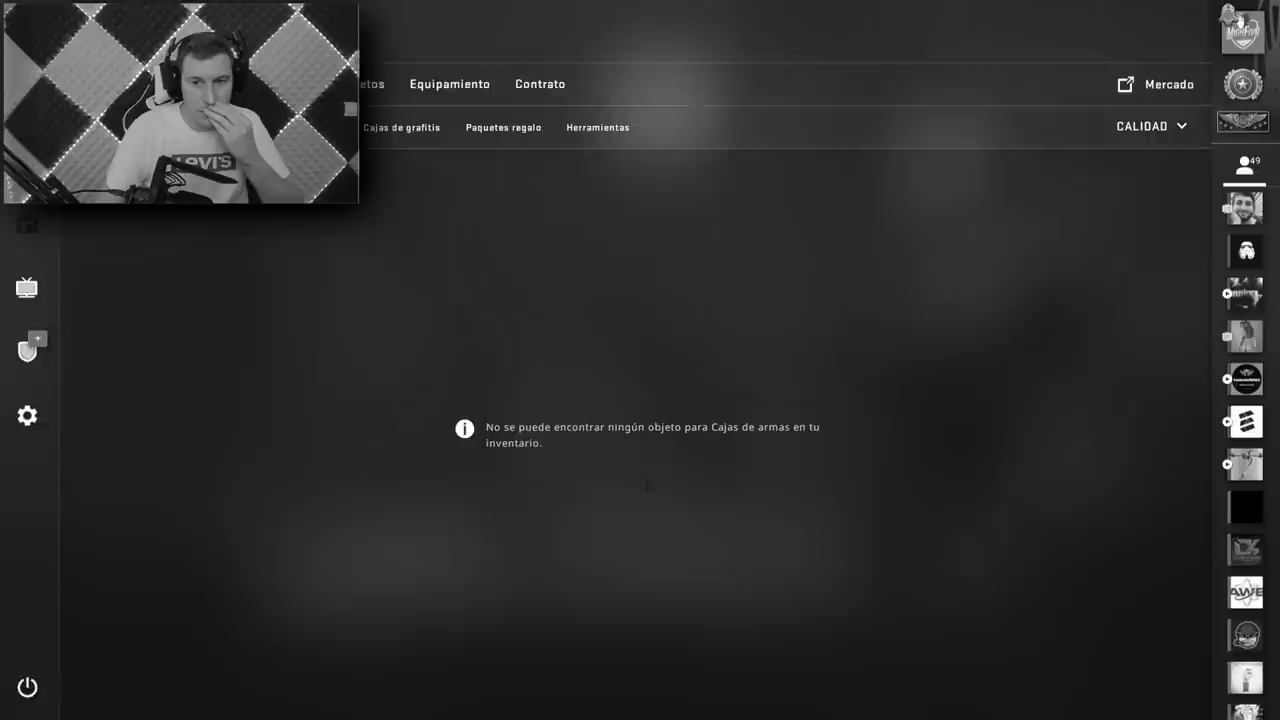 LEVI'S
etos Equipamiento Contrato Mercado
Cajas de grafitis Paquetes regalo Herramientas CALIDAD
49
No se puede encontrar ningún objeto para Cajas de armas en tu
inventario.
AWE